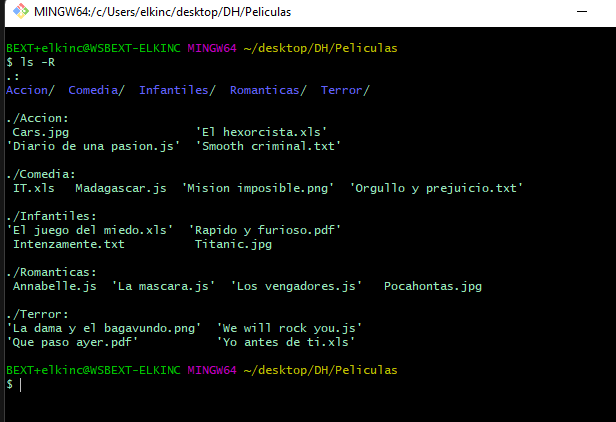 MINGW64:/c/Users/elkinc/desktop/DH/Peliculas
BEXT+elkinc@WSBEXT-ELKINC MINGW64 ~/desktop/DH/Peliculas
$ ls -R
.:
Accion/  Comedia/  Infantiles/  Romanticas/  Terror/
./Accion:
 Cars.jpg                  'El hexorcista.xls'
'Diario de una pasion.js'  'Smooth criminal.txt'
./Comedia:
 IT.xls   Madagascar.js  'Mision imposible.png'  'Orgullo y prejuicio.txt'
./Infantiles:
'El juego del miedo.xls'  'Rapido y furioso.pdf'
 Intenzamente.txt          Titanic.jpg
./Romanticas:
 Annabelle.js  'La mascara.js'  'Los vengadores.js'   Pocahontas.jpg
./Terror:
'La dama y el bagavundo.png'  'We will rock you.js'
'Que paso ayer.pdf'           'Yo antes de ti.xls'
BEXT+elkinc@WSBEXT-ELKINC MINGW64 ~/desktop/DH/Peliculas
$